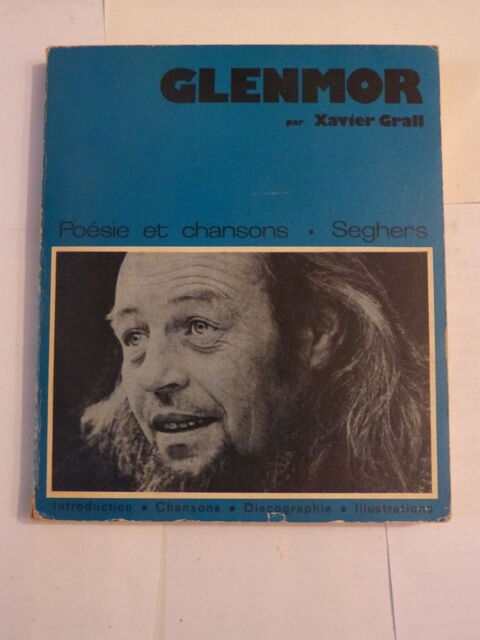 GLENMOR
par Xavier Grall
Poésie et chansons • Seghers
Introduction • Chansons • Discographie • Illustrations